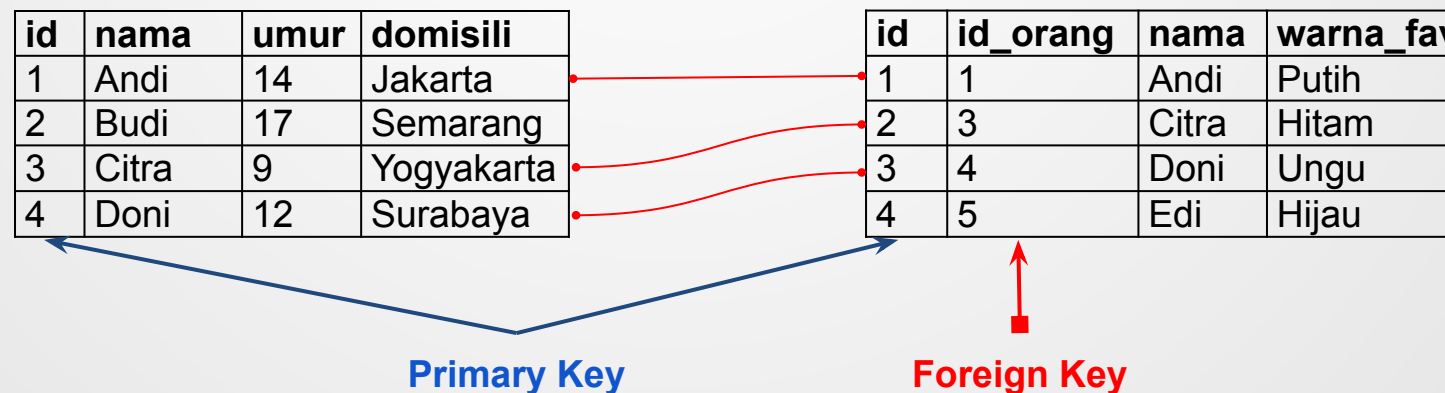 id nama umur domisili
1 Andi 14 Jakarta
2 Budi 17 Semarang
3 Citra 9 Yogyakarta
4 Doni 12 Surabaya
id id_orang nama warna_fav
1 1 Andi Putih
2 3 Citra Hitam
3 4 Doni Ungu
4 5 Edi Hijau
Primary Key
Foreign Key